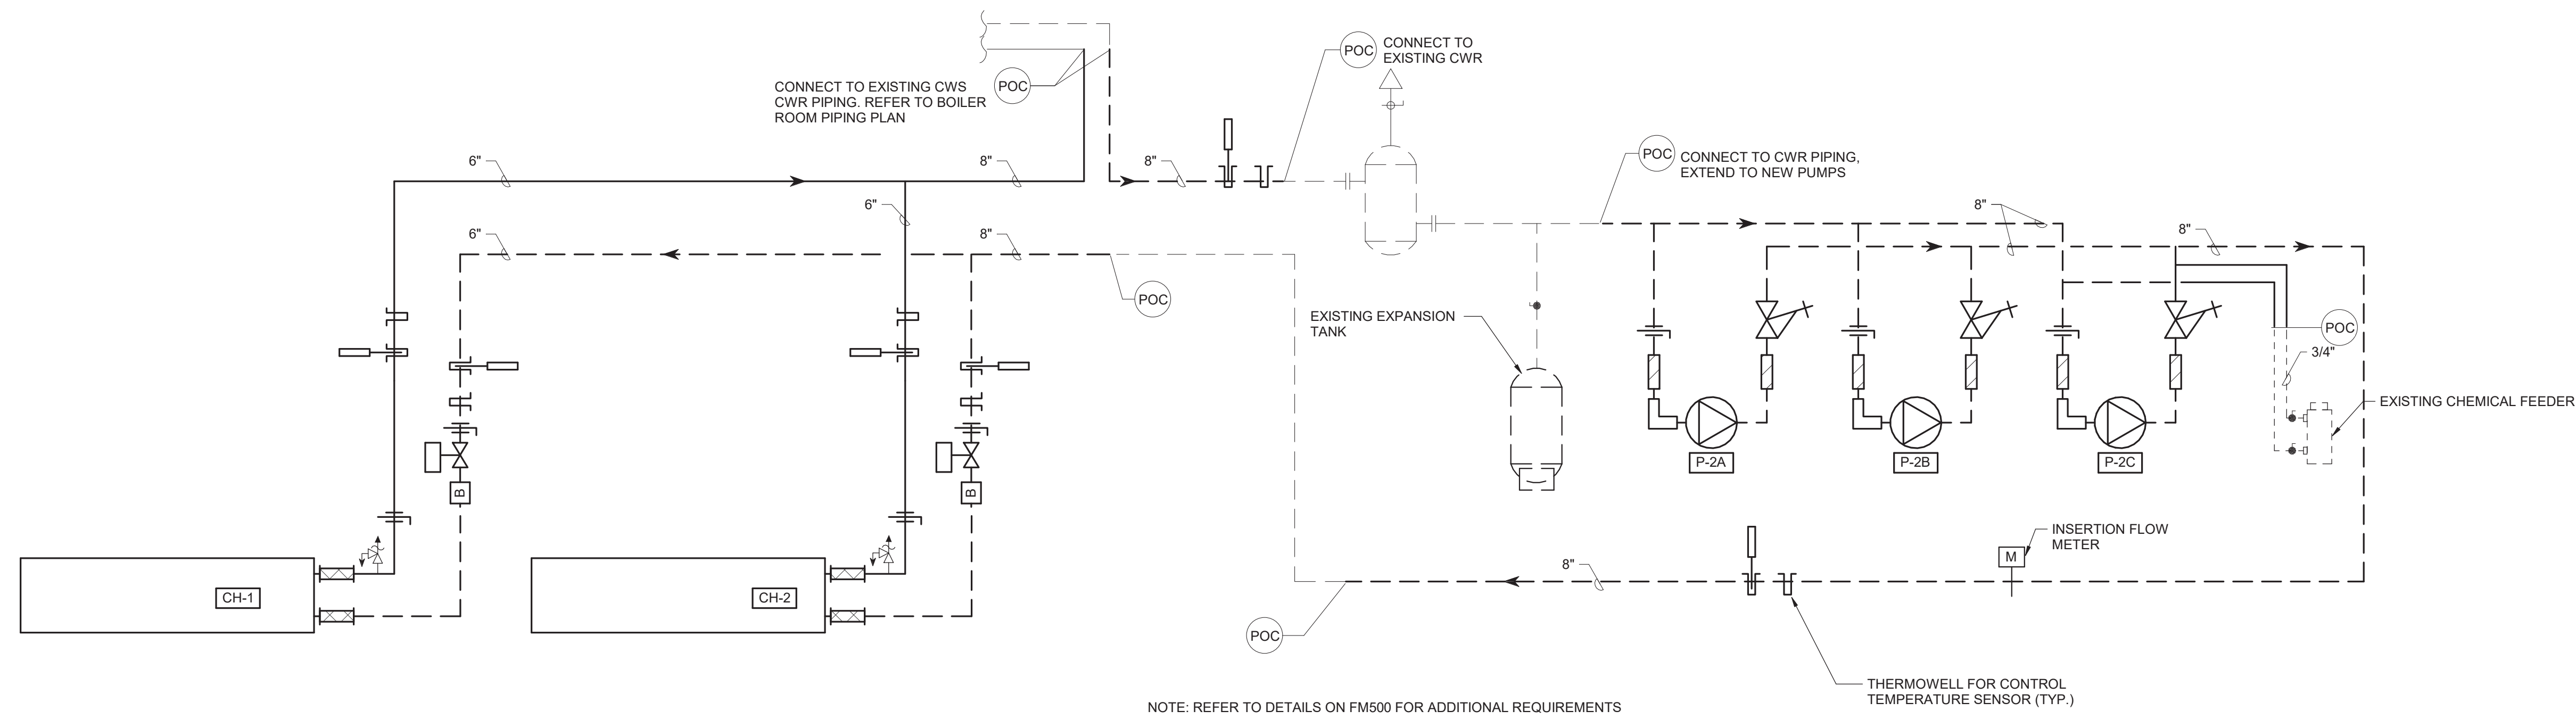 POC
CONNECT TO
EXISTING CWR
CONNECT TO EXISTING CWS
CWR PIPING. REFER TO BOILER
ROOM PIPING PLAN
POC
6"
8"
8"
POC
CONNECT TO CWR PIPING,
EXTEND TO NEW PUMPS
6"
8"
6"
8"
8"
POC
EXISTING EXPANSION
TANK
POC
3/4"
EXISTING CHEMICAL FEEDER
P-2A
P-2B
P-2C
B
B
INSERTION FLOW
METER
M
8"
CH-1
CH-2
POC
THERMOWELL FOR CONTROL
TEMPERATURE SENSOR (TYP.)
NOTE: REFER TO DETAILS ON FM500 FOR ADDITIONAL REQUIREMENTS